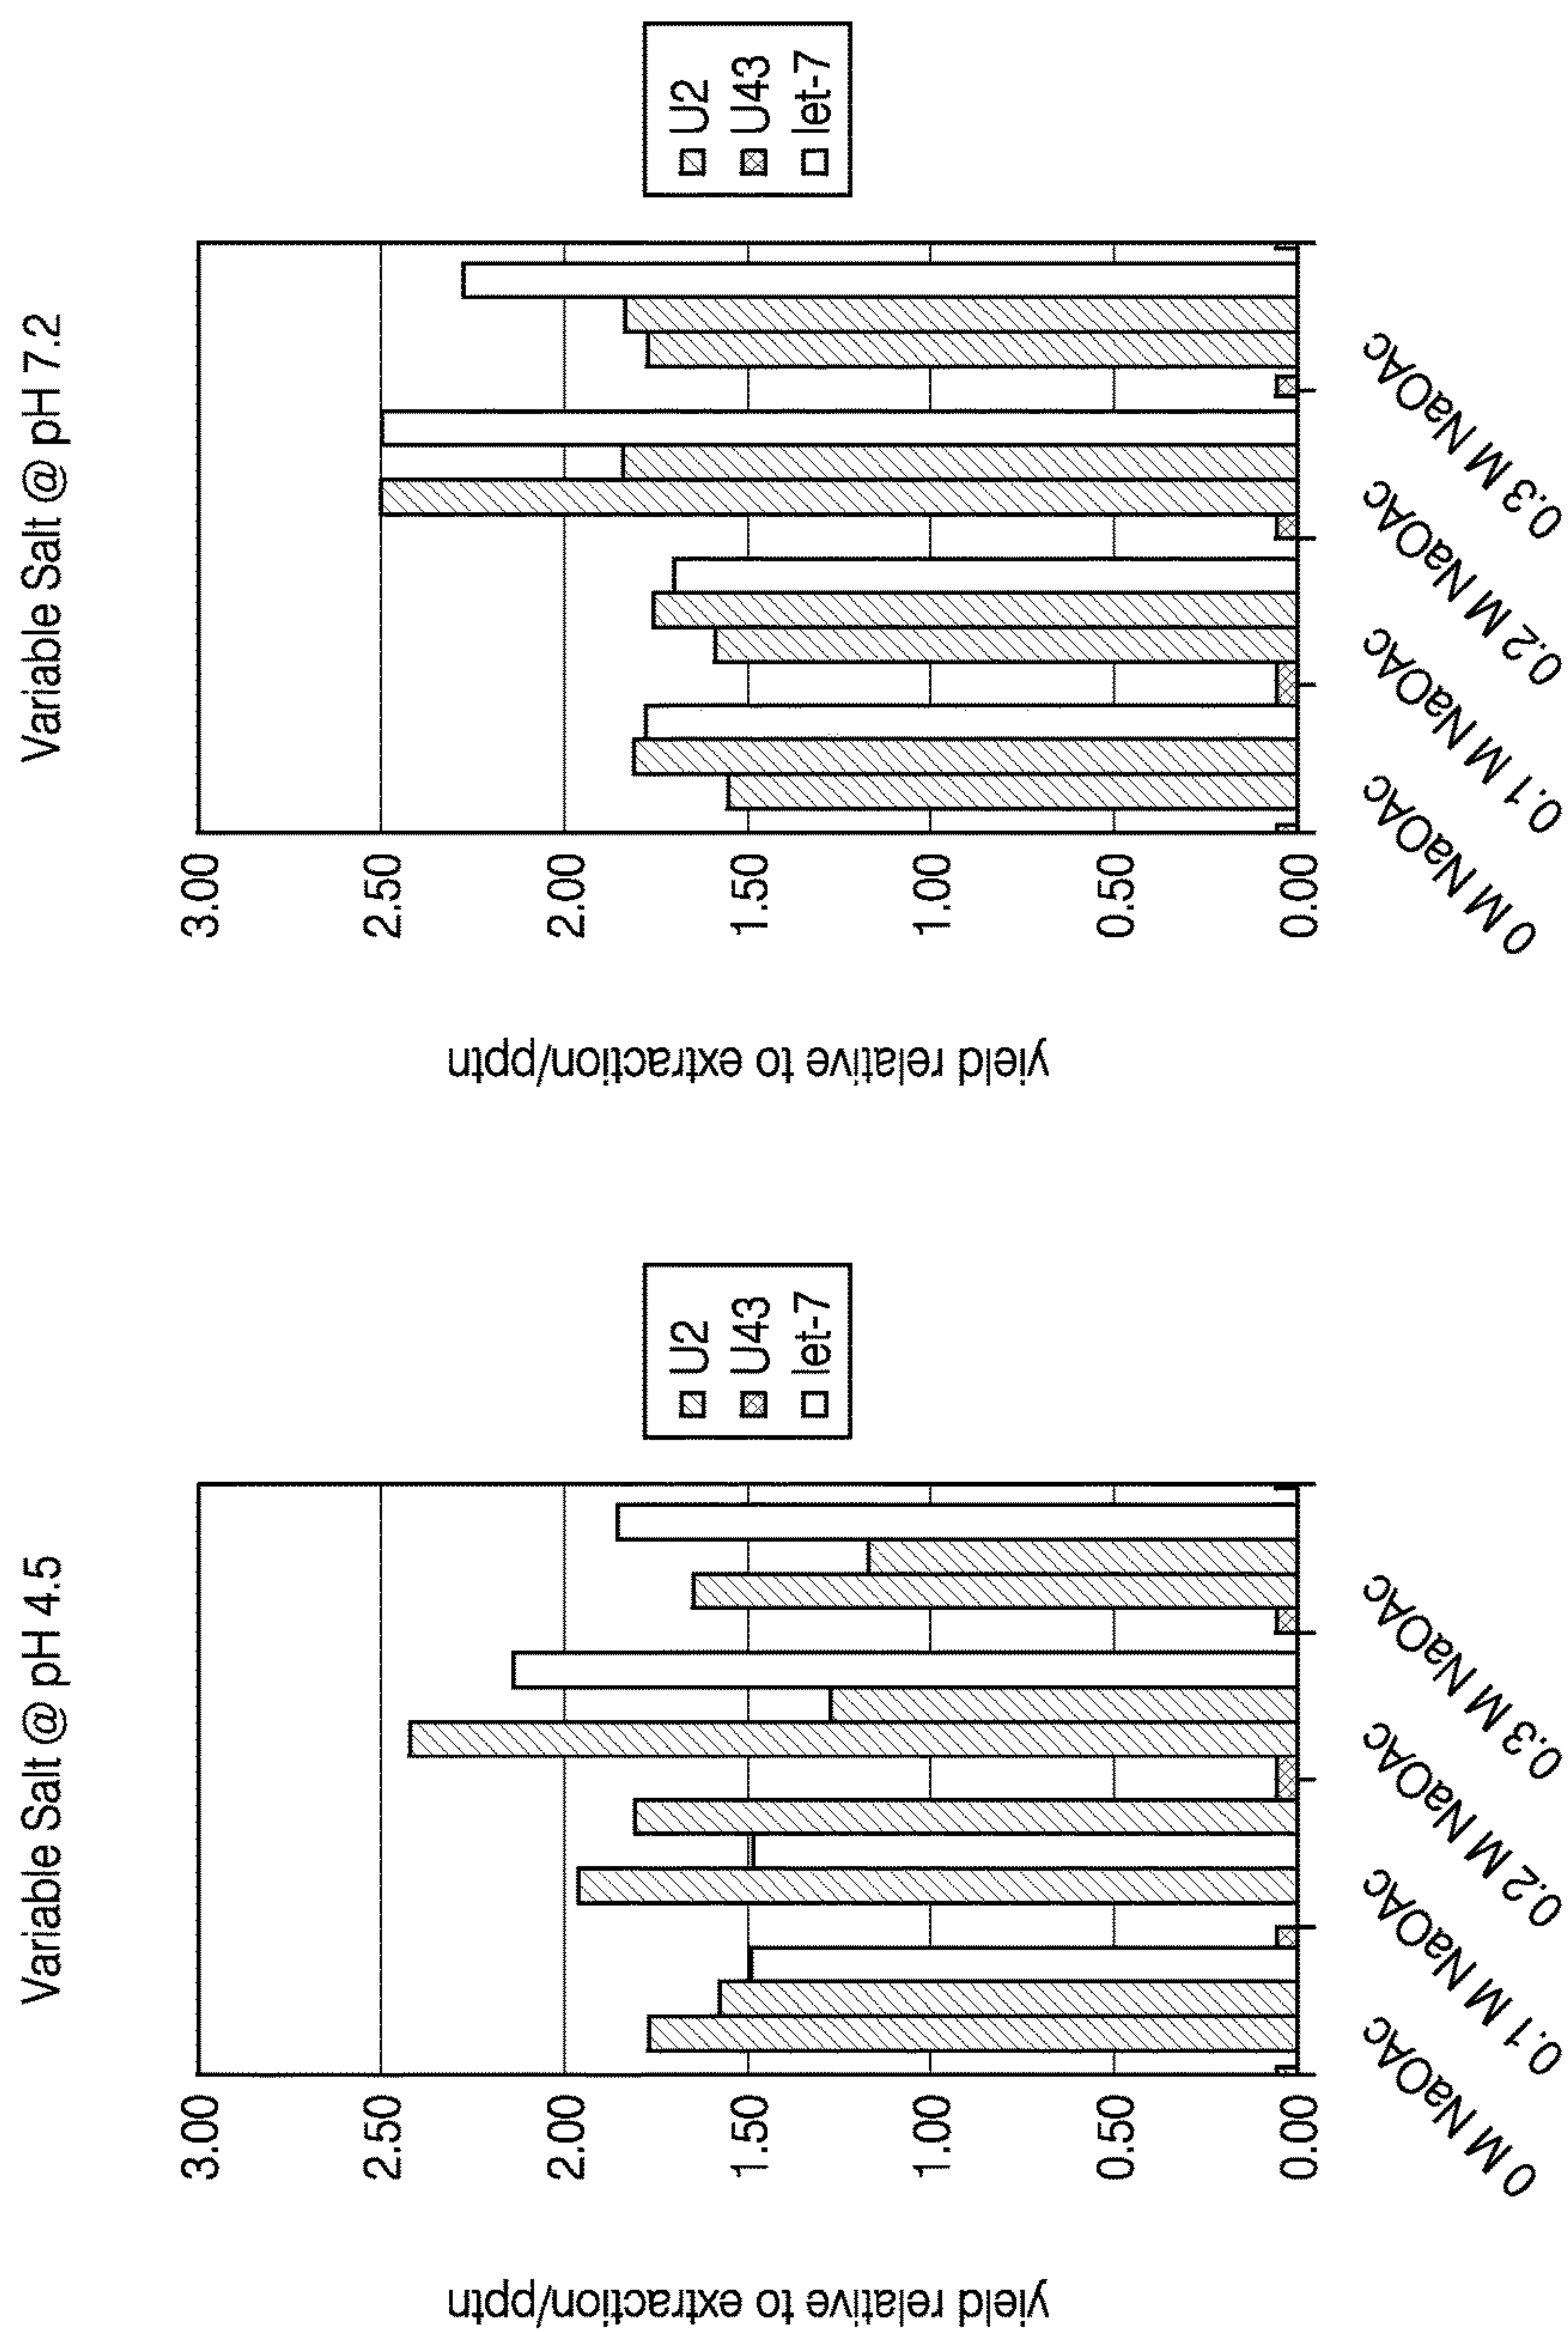 Variable Salt @ pH 4.5
yield relative to extraction/pptn
3.00
2.50
2.00
1.50
1.00
0.50
0.00
0 M NaOAc
0.1 M NaOAc
0.2 M NaOAc
0.3 M NaOAc
U2
U43
let-7
Variable Salt @ pH 7.2
yield relative to extraction/pptn
3.00
2.50
2.00
1.50
1.00
0.50
0.00
0 M NaOAc
0.1 M NaOAc
0.2 M NaOAc
0.3 M NaOAc
U2
U43
let-7